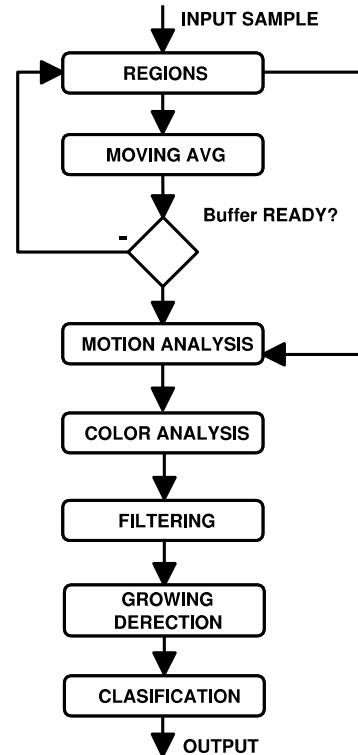 INPUT SAMPLE
REGIONS
MOVING AVG
Buffer READY?
-
MOTION ANALYSIS
COLOR ANALYSIS
FILTERING
GROWING
DERECTION
CLASIFICATION
OUTPUT